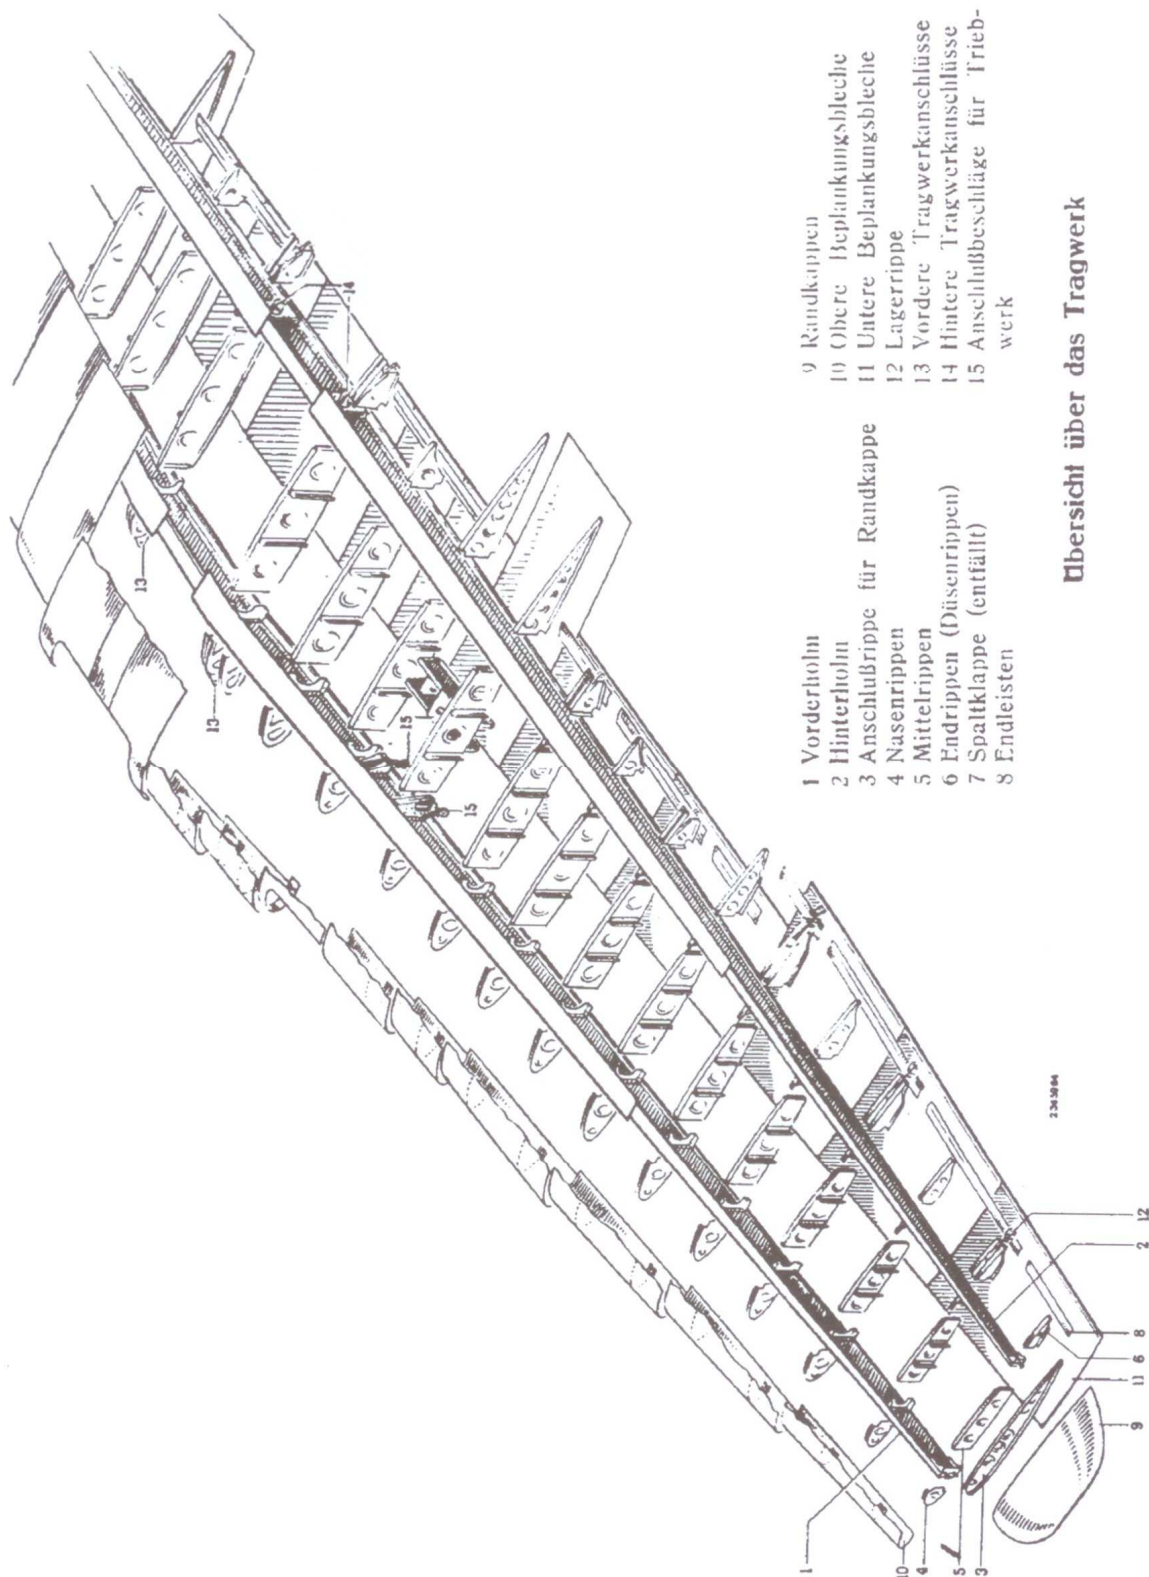 13
13
14
15
15
1 Vorderholm
2 Hinterholm
3 Anschlußrippe für Randkappe
4 Nasenrippen
5 Mittelrippen
6 Endrippen (Düsenrippen)
7 Spaltklappe (entfällt)
8 Endleisten
9 Randkappen
10 Obere Beplankungsbleche
11 Untere Beplankungsbleche
12 Lagerrippe
13 Vordere Tragwerkanschlüsse
14 Hintere Tragwerkanschlüsse
15 Anschlußbeschläge für Trieb-
werk
Übersicht über das Tragwerk
1
10
4
5
3
9
11
6
8
2
12